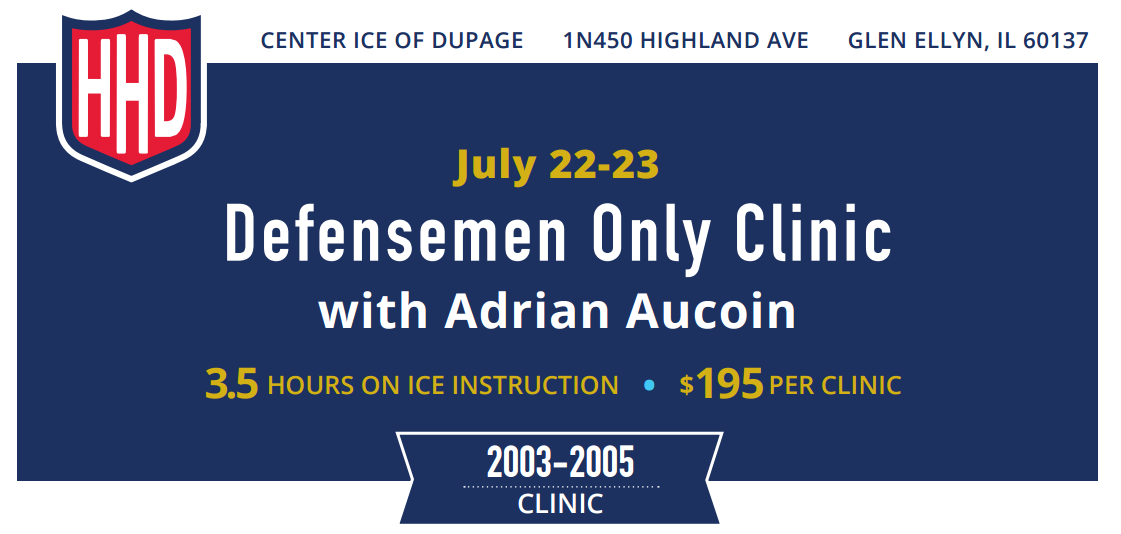 HHD
CENTER ICE OF DUPAGE 1N450 HIGHLAND AVE GLEN ELLYN, IL 60137
July 22-23
Defensemen Only Clinic
with Adrian Aucoin
3.5 HOURS ON ICE INSTRUCTION • $195 PER CLINIC
2003–2005
CLINIC